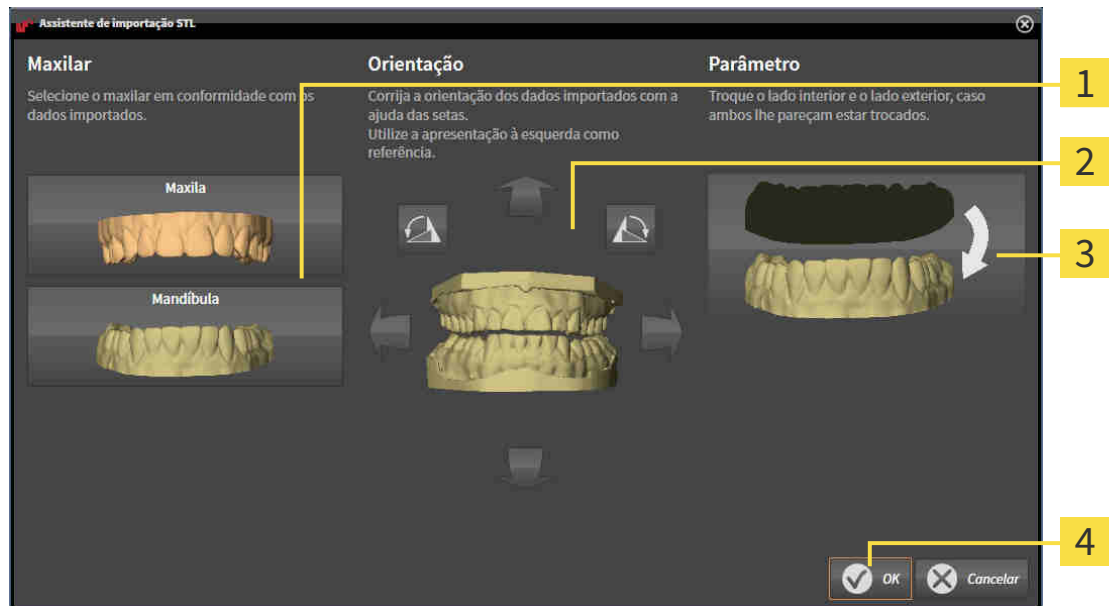 Assistente de importação STL
Maxilar
Selecione o maxilar em conformidade com os
dados importados.
Maxila
Mandíbula
Orientação
Corrija a orientação dos dados importados com a
ajuda das setas.
Utilize a apresentação à esquerda como
referência.
Parâmetro
Troque o lado interior e o lado exterior, caso
ambos lhe pareçam estar trocados.
OK
Cancelar
1
2
3
4